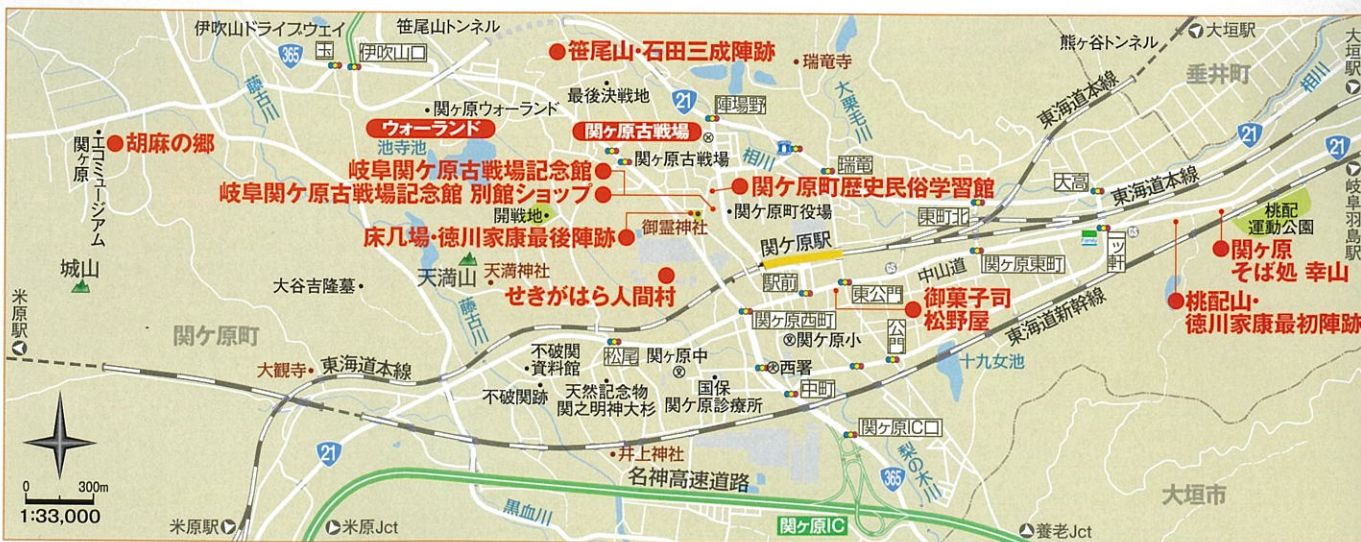 伊吹山ドライブウェイ
笹尾山トンネル
365
玉
伊吹山口
藤古川
笹尾山・石田三成陣跡
最後決戦地
瑞竜寺
大栗毛川
熊ヶ谷トンネル
大垣駅
大垣駅
垂井町
相川
21
陣場野
東海道本線
関ヶ原ウォーランド
ウォーランド
池寺池
関ヶ原古戦場
関ヶ原古戦場
相川
瑞竜
21
21
胡麻の郷
エコミュージアム
関ヶ原
岐阜関ケ原古戦場記念館
岐阜関ケ原古戦場記念館 別館ショップ
関ケ原町歴史民俗学習館
関ケ原町役場
大高
東海道本線
岐阜羽島駅
開戦地
御霊神社
東町北
桃配
運動公園
床几場・徳川家康最後陣跡
関ケ原駅
Family
一ツ軒
城山
天満山
天満神社
大谷吉隆墓
せきがはら人間村
駅前
中山道
関ヶ原東町
関ヶ原
そば処 幸山
米原駅
藤古川
東公門
御菓子司
松野屋
東海道新幹線
桃配山・
徳川家康最初陣跡
関ケ原町
関ヶ原西町
関ヶ原小
公門
大観寺
東海道本線
松尾
不破関
資料館
関ヶ原中
西署
十九女池
不破関跡
天然記念物
関之明神大杉
国保
関ケ原診療所
中町
関ヶ原IC口
21
井上神社
名神高速道路
梨の木川
365
大垣市
0 300m
1:33,000
米原駅
米原Jct
黒血川
関ヶ原IC
養老Jct